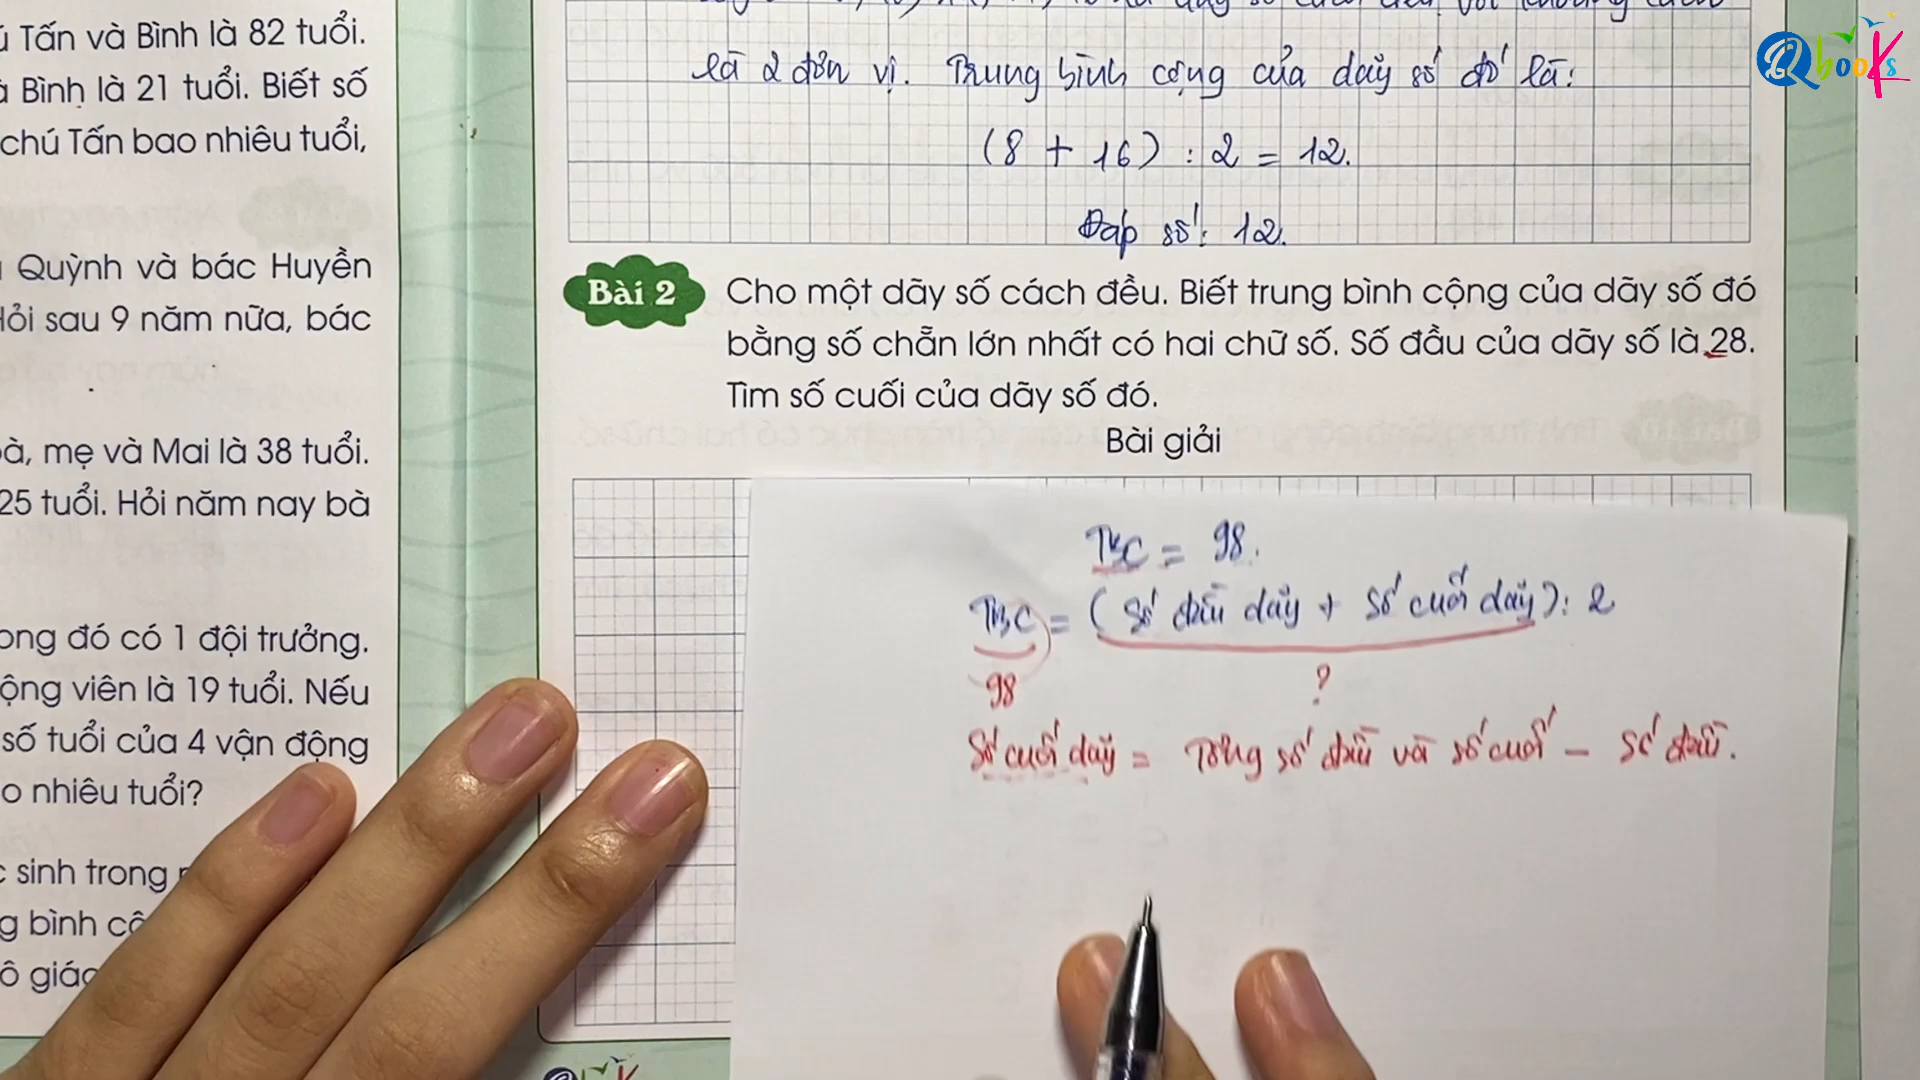 ú Tấn và Bình là 82 tuổi.
à Bình là 21 tuổi. Biết số
chú Tấn bao nhiêu tuổi,
Quỳnh và bác Huyền
Hỏi sau 9 năm nữa, bác
bà, mẹ và Mai là 38 tuổi.
25 tuổi. Hỏi năm nay bà
ong đó có 1 đội trưởng.
ộng viên là 19 tuổi. Nếu
số tuổi của 4 vận động
o nhiêu tuổi?
c sinh trong
g bình cộ
ô giáo
là 2 đơn vị. Trung bình cộng của dãy số đó là:
(8 + 16) : 2 = 12.
Đáp số: 12.
Bài 2
Cho một dãy số cách đều. Biết trung bình cộng của dãy số đó
bằng số chẵn lớn nhất có hai chữ số. Số đầu của dãy số là 28.
Tìm số cuối của dãy số đó.
Bài giải
TBC = 98.
TBC = (Số đầu dãy + Số cuối dãy) : 2
98 ?
Số cuối dãy = Tổng số đầu và số cuối - Số đầu.
Qbooks